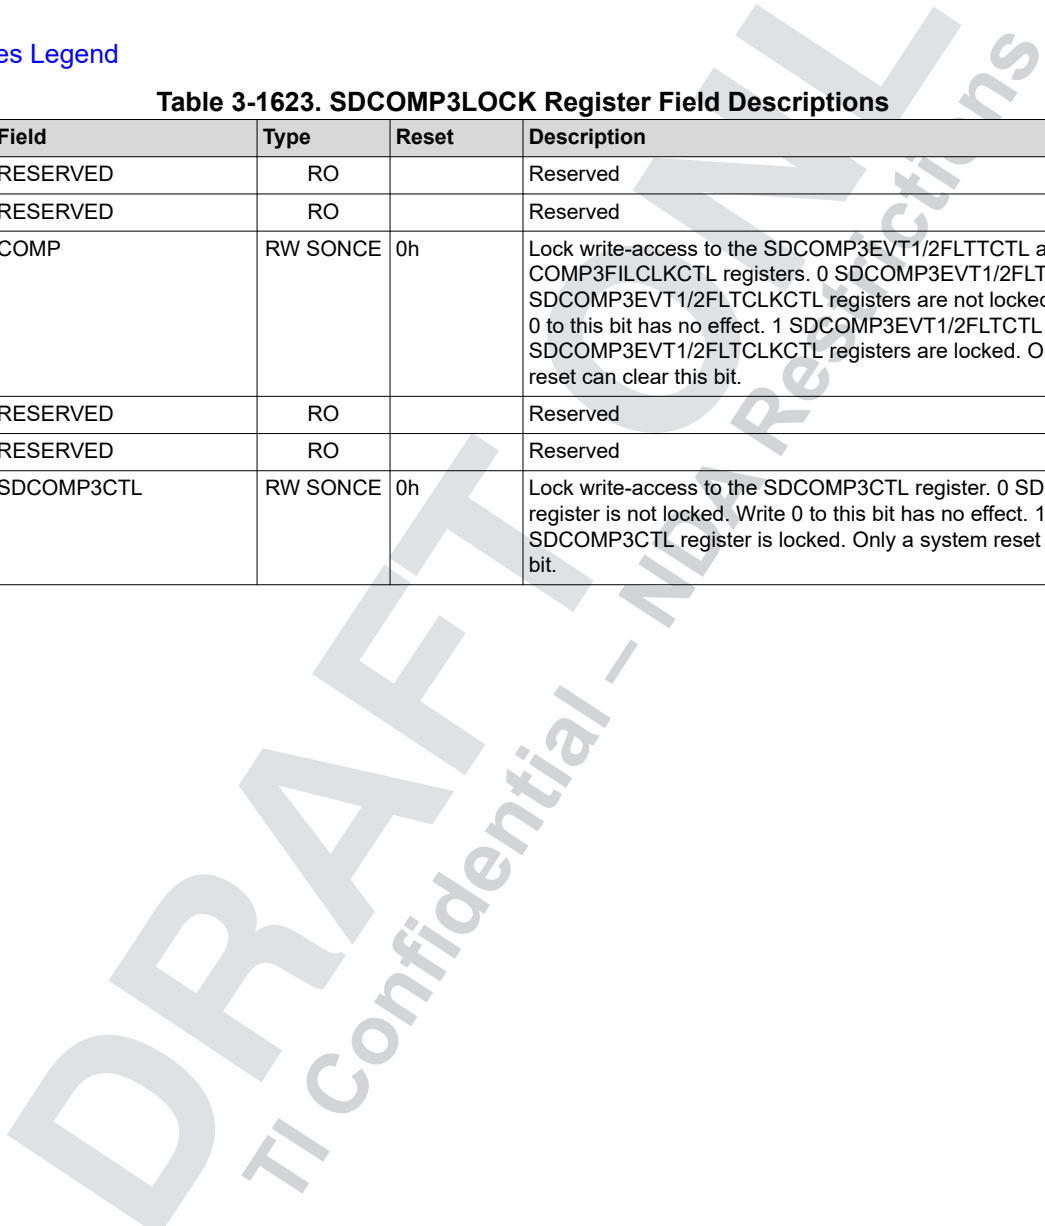 es Legend
Table 3-1623. SDCOMP3LOCK Register Field Descriptions
Field Type Reset Description
RESERVED RO Reserved
RESERVED RO Reserved
COMP RW SONCE 0h Lock write-access to the SDCOMP3EVT1/2FLTTCTL a
COMP3FILCLKCTL registers. 0 SDCOMP3EVT1/2FLT
SDCOMP3EVT1/2FLTCLKCTL registers are not locked
0 to this bit has no effect. 1 SDCOMP3EVT1/2FLTCTL
SDCOMP3EVT1/2FLTCLKCTL registers are locked. O
reset can clear this bit.
RESERVED RO Reserved
RESERVED RO Reserved
SDCOMP3CTL RW SONCE 0h Lock write-access to the SDCOMP3CTL register. 0 SD
register is not locked. Write 0 to this bit has no effect. 1
SDCOMP3CTL register is locked. Only a system reset
bit.
DRAFT ONL
TI Confidential – NDA Restrictions